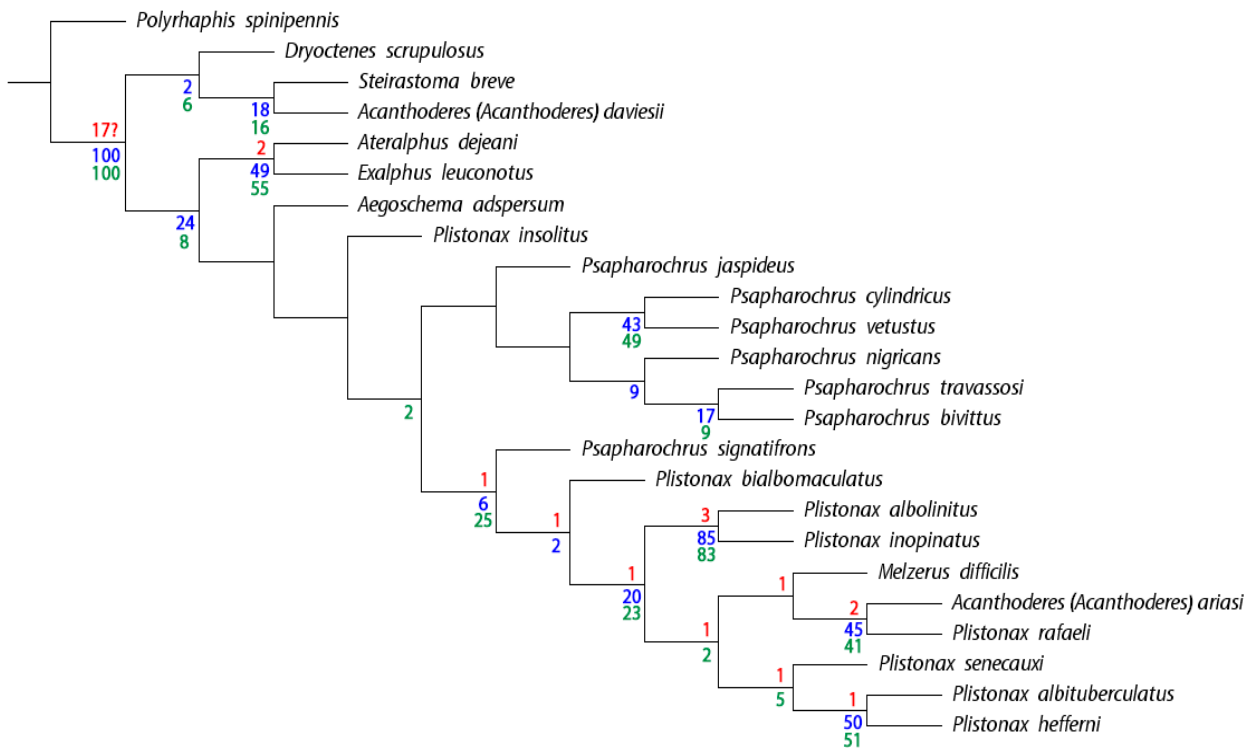 Polyrhaphis spinipennis
Dryoctenes scrupulosus
2
6
Steirastoma breve
18
16
Acanthoderes (Acanthoderes) daviesii
17?
100
100
Ateralphus dejeani
2
49
55
Exalphus leuconotus
24
8
Aegoschema adspersum
Plistonax insolitus
Psapharochrus jaspideus
Psapharochrus cylindricus
43
49
Psapharochrus vetustus
Psapharochrus nigricans
9
Psapharochrus travassosi
17
9
Psapharochrus bivittus
2
Psapharochrus signatifrons
1
6
25
Plistonax bialbomaculatus
1
2
Plistonax albolinitus
3
85
83
Plistonax inopinatus
1
20
23
Melzerus difficilis
1
Acanthoderes (Acanthoderes) ariasi
2
45
41
Plistonax rafaeli
1
2
Plistonax senecauxi
1
5
Plistonax albituberculatus
1
50
51
Plistonax hefferni